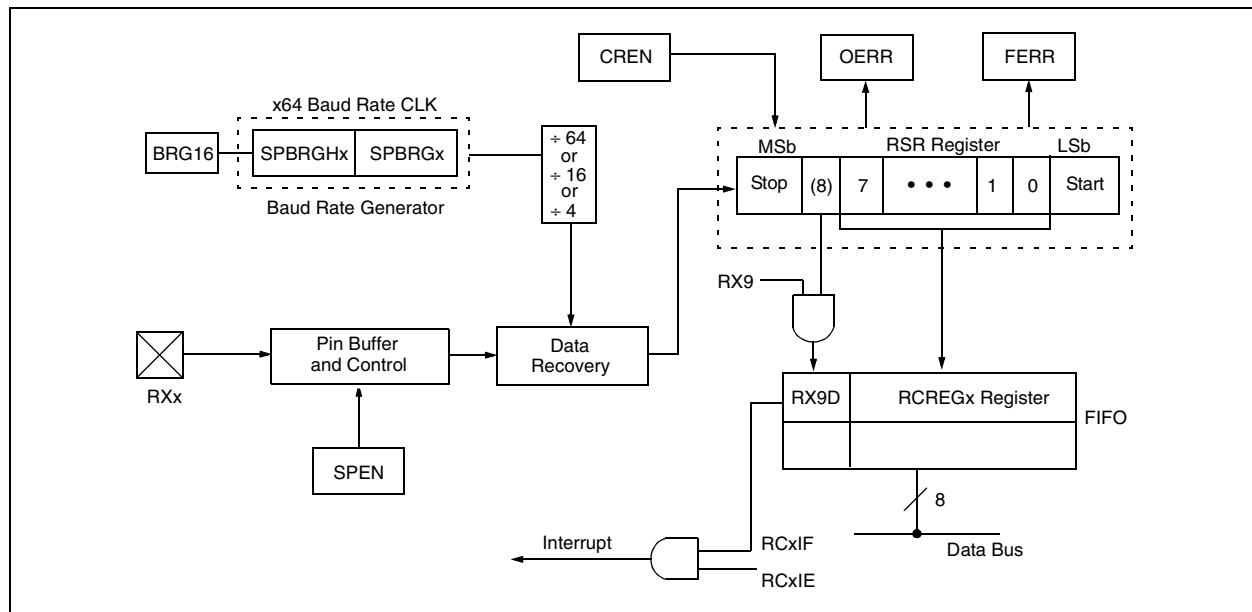 CREN
OERR
FERR
x64 Baud Rate CLK
BRG16
SPBRGHx
SPBRGx
Baud Rate Generator
÷ 64
or
÷ 16
or
÷ 4
MSb
RSR Register
LSb
Stop
(8)
7
• • •
1
0
Start
RX9
RXx
Pin Buffer
and Control
Data
Recovery
SPEN
RX9D
RCREGx Register
FIFO
8
Data Bus
Interrupt
RCxIF
RCxIE